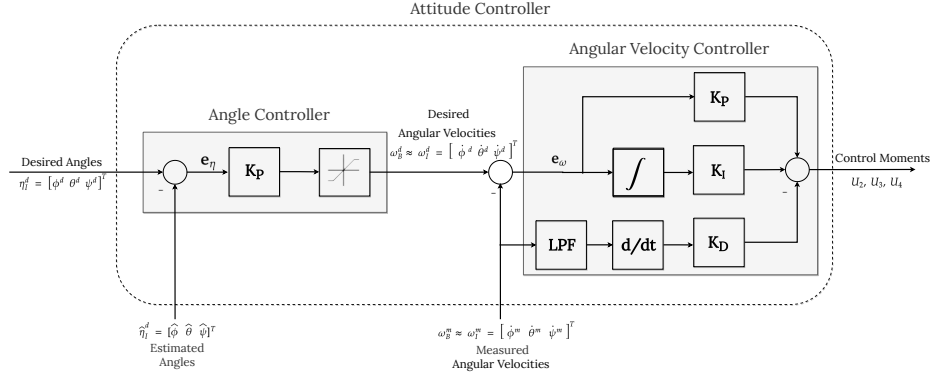 Attitude Controller
Angular Velocity Controller
Angle Controller
Desired
Angular Velocities
ω_B^d ≈ ω_I^d = [ ϕ̇^d θ̇^d ψ̇^d ]^T
Desired Angles
η_I^d = [ϕ^d θ^d ψ^d]^T
e_η
K_P
e_ω
K_P
∫
K_I
LPF
d/dt
K_D
Control Moments
U_2, U_3, U_4
–
–
–
η̂_I^d = [ϕ̂ θ̂ ψ̂]^T
Estimated
Angles
ω_B^m ≈ ω_I^m = [ ϕ̇^m θ̇^m ψ̇^m ]^T
Measured
Angular Velocities